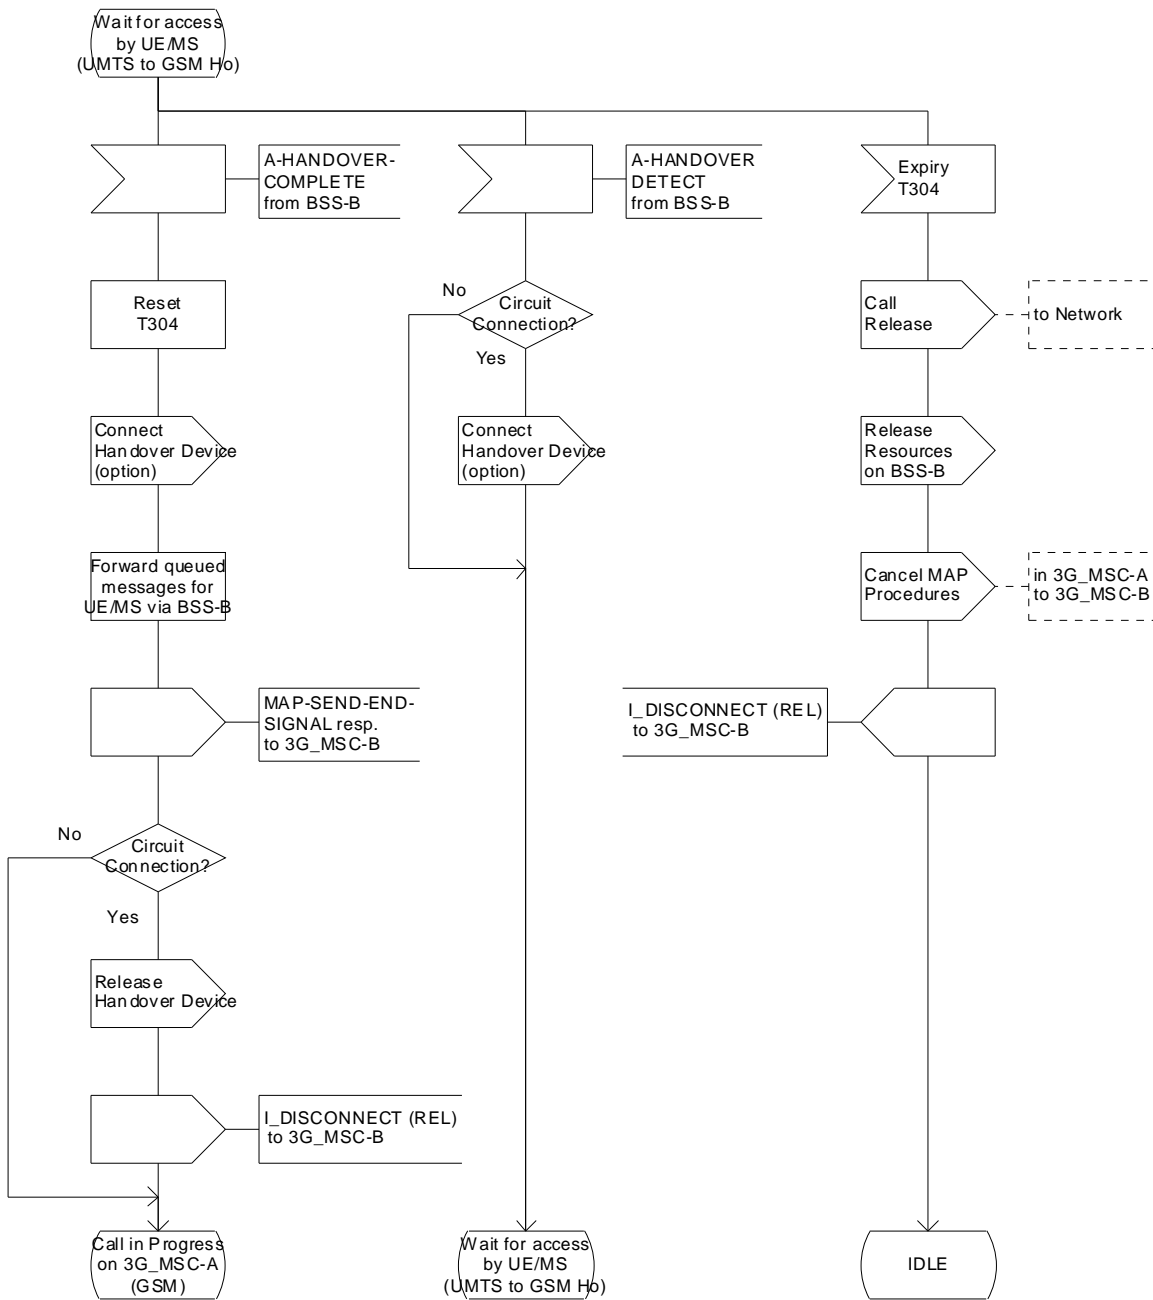 Wait for access
by UE/MS
(UMTS to GSM Ho)
A-HANDOVER-
COMPLETE
from BSS-B
A-HANDOVER
DETECT
from BSS-B
Expiry
T304
Reset
T304
No
Circuit
Connection?
Yes
Call
Release
to Network
Connect
Handover Device
(option)
Connect
Handover Device
(option)
Release
Resources
on BSS-B
Forward queued
messages for
UE/MS via BSS-B
Cancel MAP
Procedures
in 3G_MSC-A
to 3G_MSC-B
MAP-SEND-END-
SIGNAL resp.
to 3G_MSC-B
I_DISCONNECT (REL)
to 3G_MSC-B
No
Circuit
Connection?
Yes
Release
Handover Device
I_DISCONNECT (REL)
to 3G_MSC-B
Call in Progress
on 3G_MSC-A
(GSM)
Wait for access
by UE/MS
(UMTS to GSM Ho)
IDLE